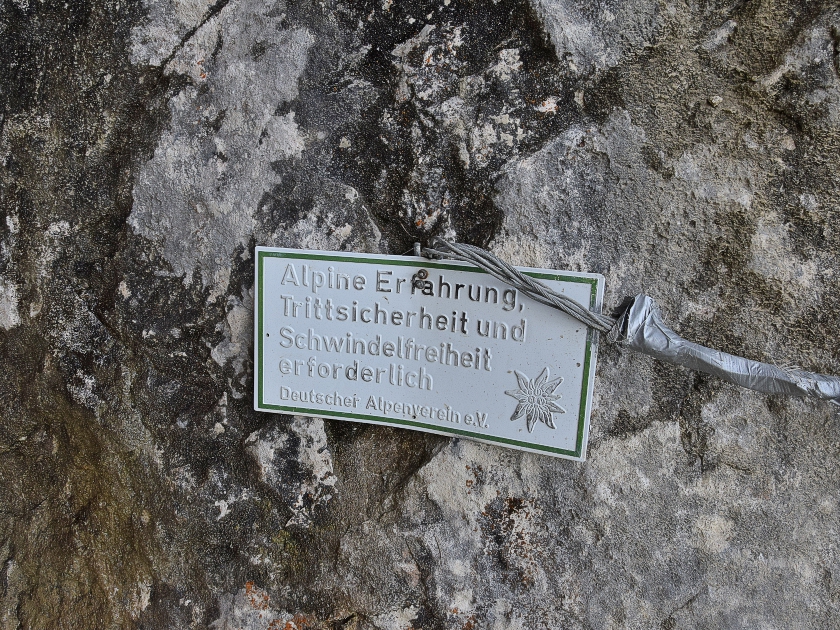 Alpine Erfahrung,
Trittsicherheit und
Schwindelfreiheit
erforderlich
Deutscher Alpenverein e.V.